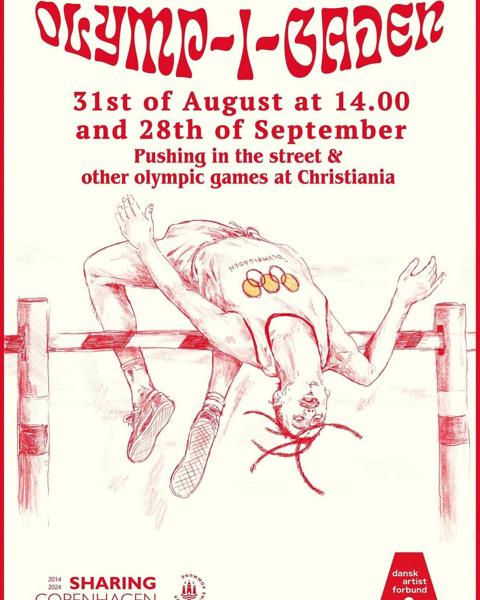 OLYMP-I-GADEN
31st of August at 14.00
and 28th of September
Pushing in the street &
other olympic games at Christiania
OLYMPIGADEN
2014
2024
SHARING
COPENHAGEN
dansk
artist
forbund